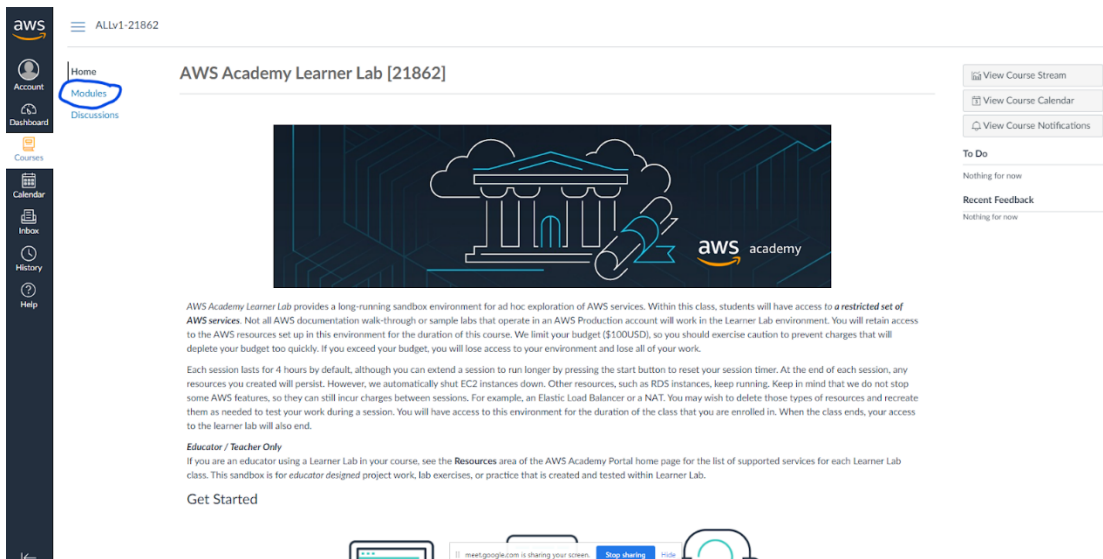 aws
ALLv1-21862
Account
Dashboard
Courses
Calendar
Inbox
History
Help
Home
Modules
Discussions
AWS Academy Learner Lab [21862]
aws academy
AWS Academy Learner Lab provides a long-running sandbox environment for ad hoc exploration of AWS services. Within this class, students will have access to a restricted set of
AWS services. Not all AWS documentation walk-through or sample labs that operate in an AWS Production account will work in the Learner Lab environment. You will retain access
to the AWS resources set up in this environment for the duration of this course. We limit your budget ($100USD), so you should exercise caution to prevent charges that will
deplete your budget too quickly. If you exceed your budget, you will lose access to your environment and lose all of your work.
Each session lasts for 4 hours by default, although you can extend a session to run longer by pressing the start button to reset your session timer. At the end of each session, any
resources you created will persist. However, we automatically shut EC2 instances down. Other resources, such as RDS instances, keep running. Keep in mind that we do not stop
some AWS features, so they can still incur charges between sessions. For example, an Elastic Load Balancer or a NAT. You may wish to delete those types of resources and recreate
them as needed to test your work during a session. You will have access to this environment for the duration of the class that you are enrolled in. When the class ends, your access
to the learner lab will also end.
Educator / Teacher Only
If you are an educator using a Learner Lab in your course, see the Resources area of the AWS Academy Portal home page for the list of supported services for each Learner Lab
class. This sandbox is for educator designed project work, lab exercises, or practice that is created and tested within Learner Lab.
Get Started
View Course Stream
View Course Calendar
View Course Notifications
To Do
Nothing for now
Recent Feedback
Nothing for now
meet.google.com is sharing your screen.
Stop sharing
Hide